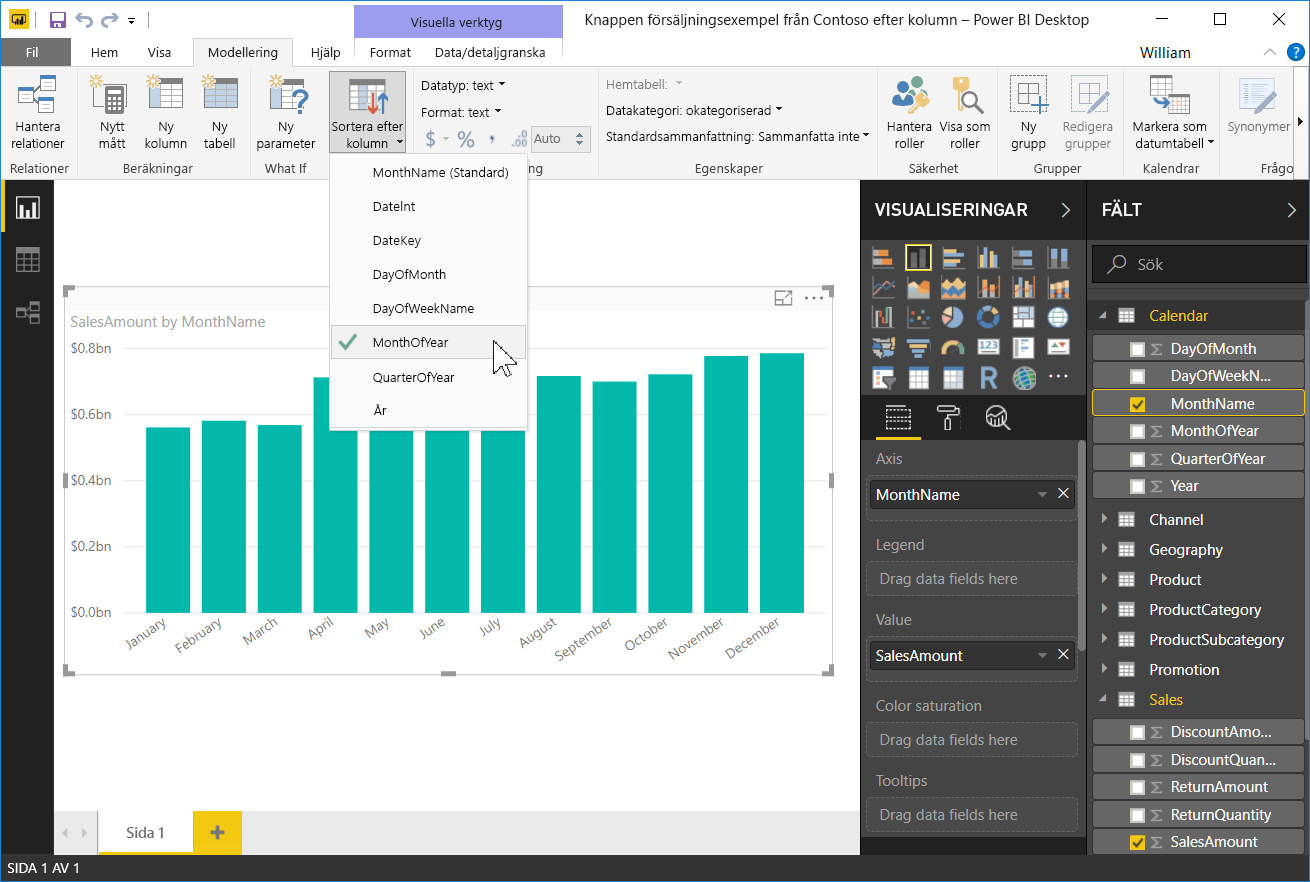 Visuella verktyg
Knappen försäljningsexempel från Contoso efter kolumn – Power BI Desktop
Fil
Hem
Visa
Modellering
Hjälp
Format
Data/detaljgranska
William
?
Hantera
relationer
Nytt
mått
Ny
kolumn
Ny
tabell
Ny
parameter
Sortera efter
kolumn
Datatyp: text
Format: text
$
%
,
.00
Auto
Hemtabell:
Datakategori: okategoriserad
Standardsammanfattning: Sammanfatta inte
Hantera
roller
Visa som
roller
Ny
grupp
Redigera
grupper
Markera som
datumtabell
Synonymer
Relationer
Beräkningar
What If
ng
Egenskaper
Säkerhet
Grupper
Kalendrar
Frågo
MonthName (Standard)
DateInt
DateKey
DayOfMonth
DayOfWeekName
MonthOfYear
QuarterOfYear
År
SalesAmount by MonthName
$0.8bn
$0.6bn
$0.4bn
$0.2bn
$0.0bn
January
February
March
April
May
June
July
August
September
October
November
December
VISUALISERINGAR
123
R
Axis
MonthName
Legend
Drag data fields here
Value
SalesAmount
Color saturation
Drag data fields here
Tooltips
Drag data fields here
FÄLT
Sök
Calendar
DayOfMonth
DayOfWeekN...
MonthName
MonthOfYear
QuarterOfYear
Year
Channel
Geography
Product
ProductCategory
ProductSubcategory
Promotion
Sales
DiscountAmo...
DiscountQuan...
ReturnAmount
ReturnQuantity
SalesAmount
Sida 1
SIDA 1 AV 1